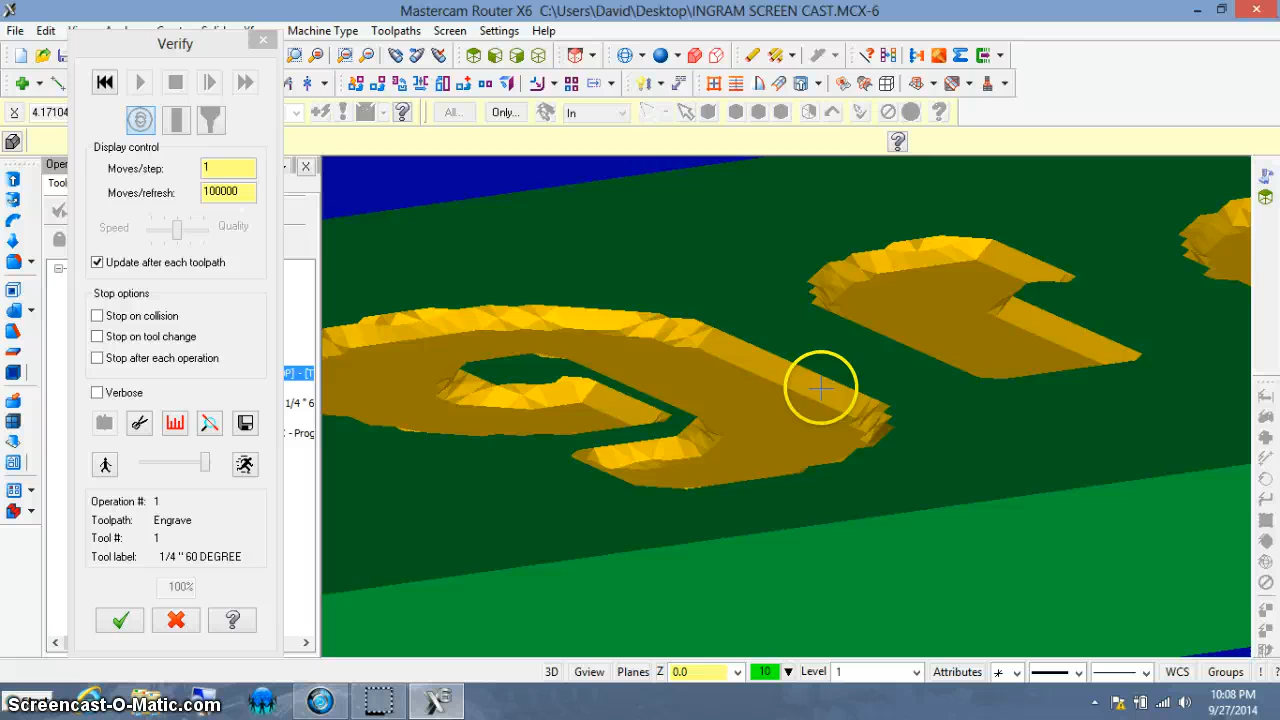 Mastercam Router X6 C:\Users\David\Desktop\INGRAM SCREEN CAST.MCX-6
File Edit Machine Type Toolpaths Screen Settings Help
Verify
4.17104
All... Only... In
Display control
Moves/step: 1
Moves/refresh: 100000
Speed Quality
Update after each toolpath
Stop options
Stop on collision
Stop on tool change
Stop after each operation
Verbose
Operation #: 1
Toolpath: Engrave
Tool #: 1
Tool label: 1/4 " 60 DEGREE
100%
Oper
Tool
OP] - [T
1/4 " 6
- Prog
3D Gview Planes Z 0.0 10 Level 1 Attributes WCS Groups
Screencast-O-Matic.com
10:08 PM
9/27/2014